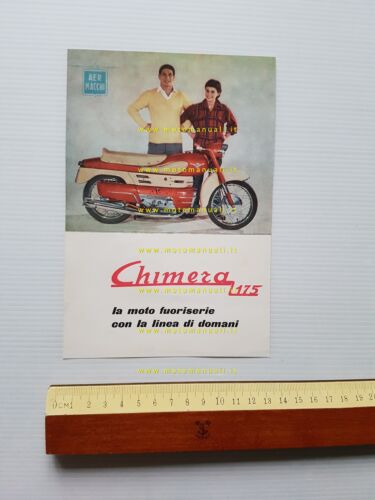 AER
MACCHI
www.motomanuali.it
www.motomanuali.it
www.motomanuali.it
www.motomanuali.it
Chimera
175
www.motomanuali.it
la moto fuoriserie
con la linea di domani
www.motomanuali.it
0 CM 1 2 3 4 5 6 7 8 9 10 11 12 13 14 15 16 17 18 19